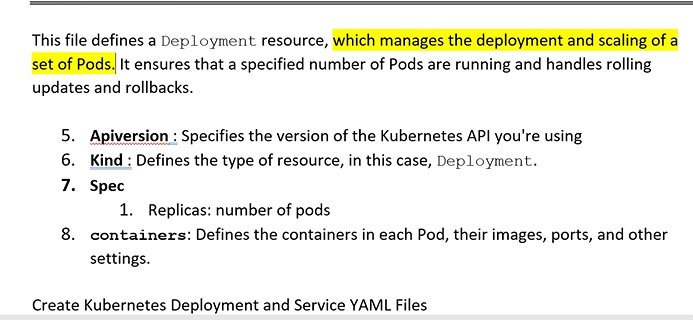 This file defines a Deployment resource, which manages the deployment and scaling of a
set of Pods. It ensures that a specified number of Pods are running and handles rolling
updates and rollbacks.
5. Apiversion : Specifies the version of the Kubernetes API you're using
6. Kind : Defines the type of resource, in this case, Deployment.
7. Spec
1. Replicas: number of pods
8. containers: Defines the containers in each Pod, their images, ports, and other
settings.
Create Kubernetes Deployment and Service YAML Files